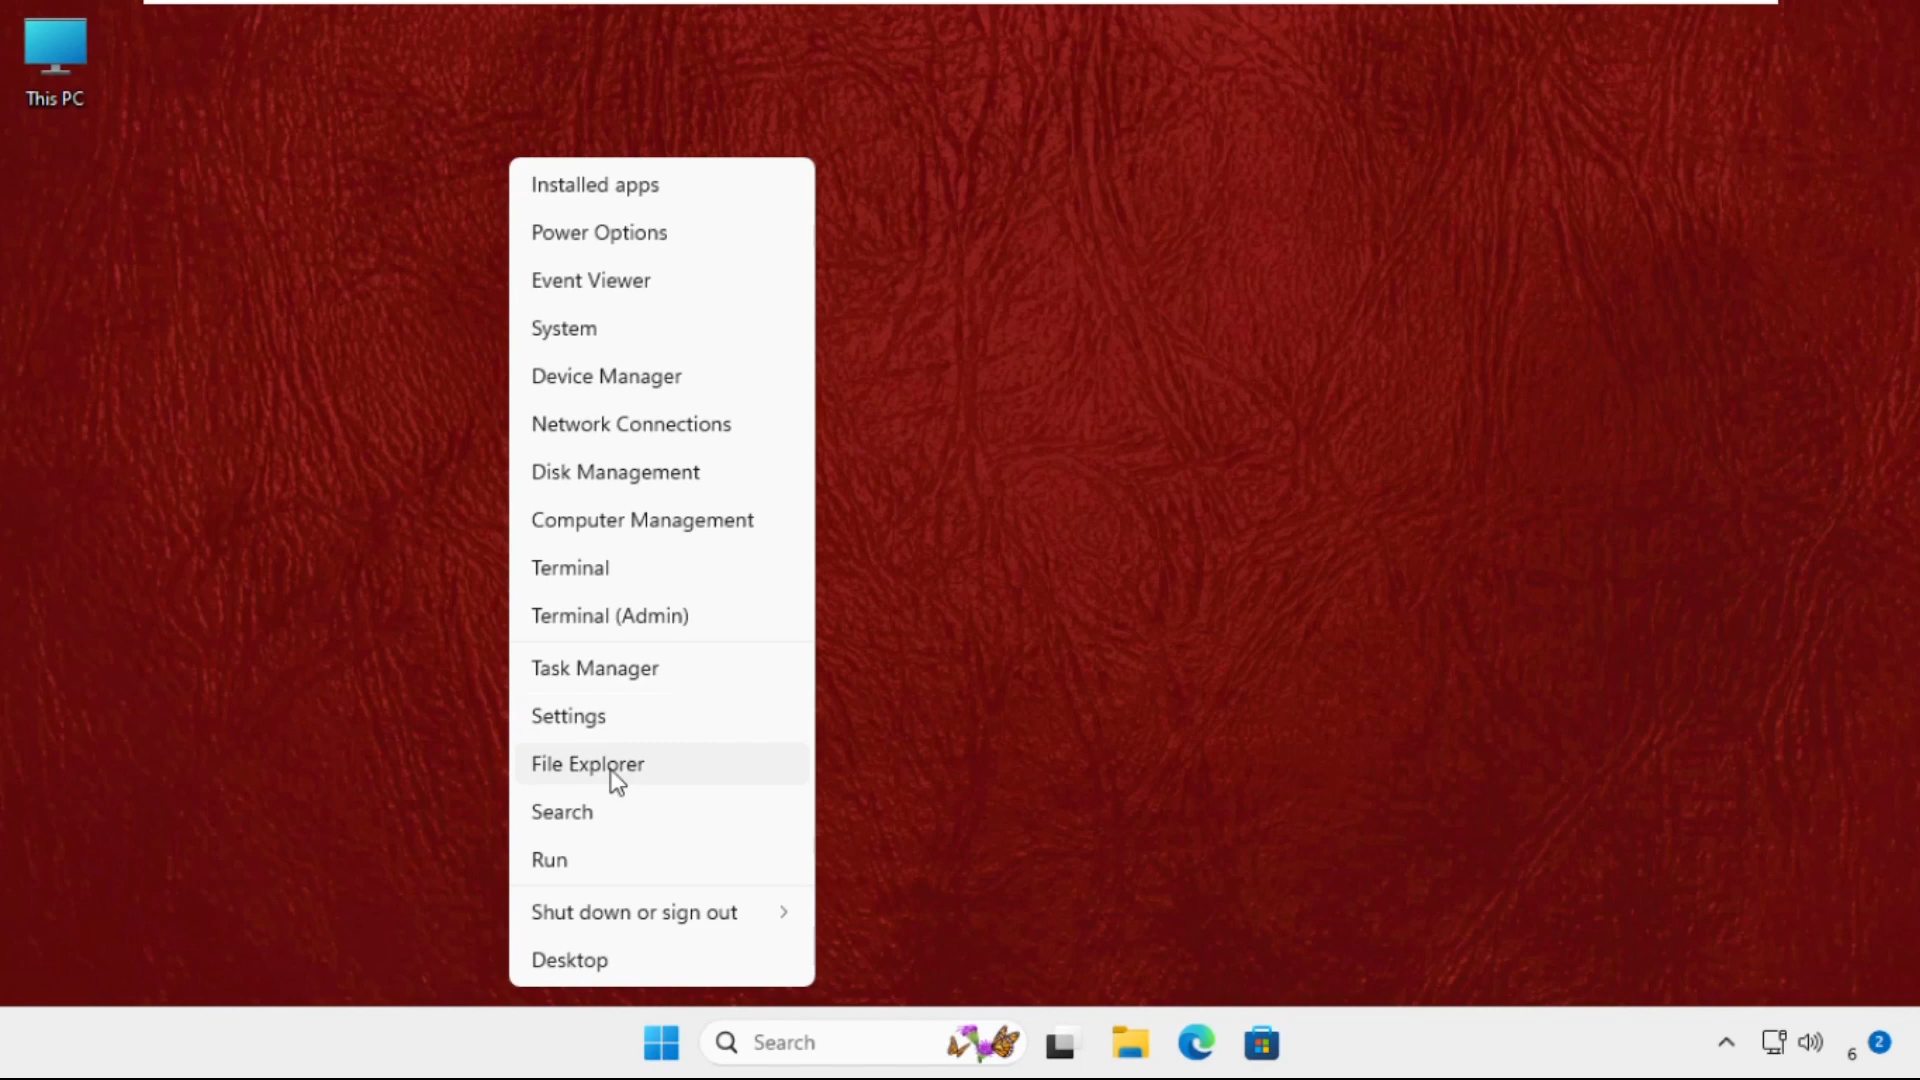 This PC
Installed apps
Power Options
Event Viewer
System
Device Manager
Network Connections
Disk Management
Computer Management
Terminal
Terminal (Admin)
Task Manager
Settings
File Explorer
Search
Run
Shut down or sign out
Desktop
Search
6
2